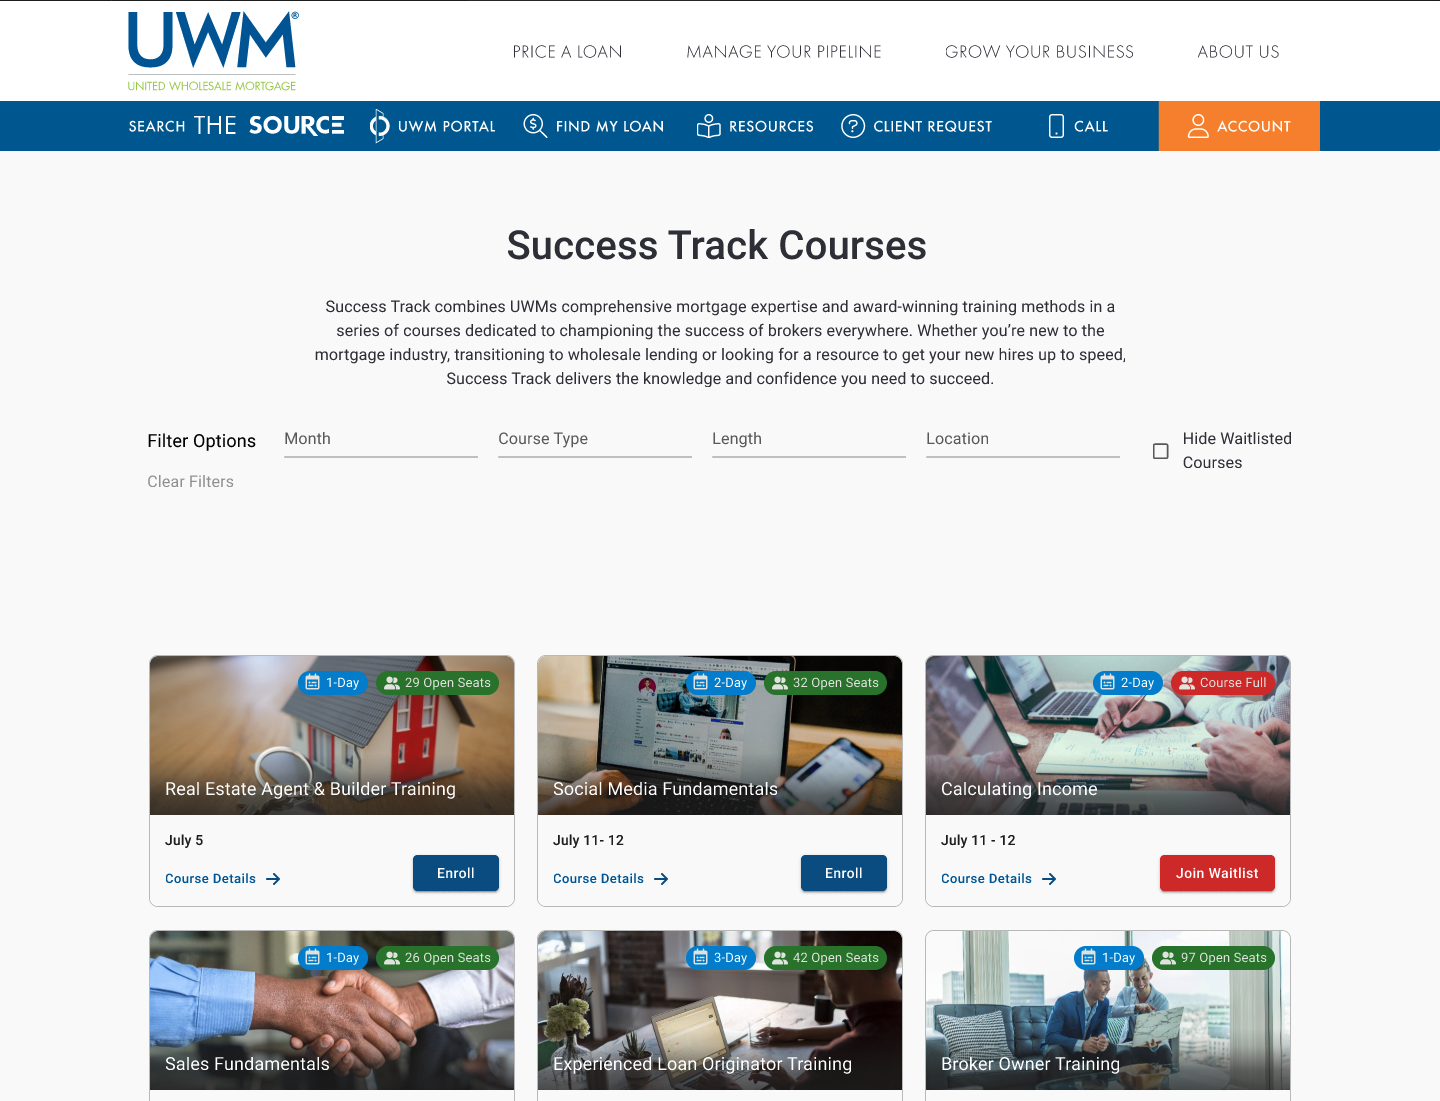 UWM®
UNITED WHOLESALE MORTGAGE
PRICE A LOAN
MANAGE YOUR PIPELINE
GROW YOUR BUSINESS
ABOUT US
SEARCH THE SOURCE
UWM PORTAL
FIND MY LOAN
RESOURCES
CLIENT REQUEST
CALL
ACCOUNT
Success Track Courses
Success Track combines UWMs comprehensive mortgage expertise and award-winning training methods in a
series of courses dedicated to championing the success of brokers everywhere. Whether you’re new to the
mortgage industry, transitioning to wholesale lending or looking for a resource to get your new hires up to speed,
Success Track delivers the knowledge and confidence you need to succeed.
Filter Options
Month
Course Type
Length
Location
Hide Waitlisted
Courses
Clear Filters
1-Day
29 Open Seats
Real Estate Agent & Builder Training
July 5
Course Details
Enroll
2-Day
32 Open Seats
Social Media Fundamentals
July 11- 12
Course Details
Enroll
2-Day
Course Full
Calculating Income
July 11 - 12
Course Details
Join Waitlist
1-Day
26 Open Seats
Sales Fundamentals
3-Day
42 Open Seats
Experienced Loan Originator Training
1-Day
97 Open Seats
Broker Owner Training